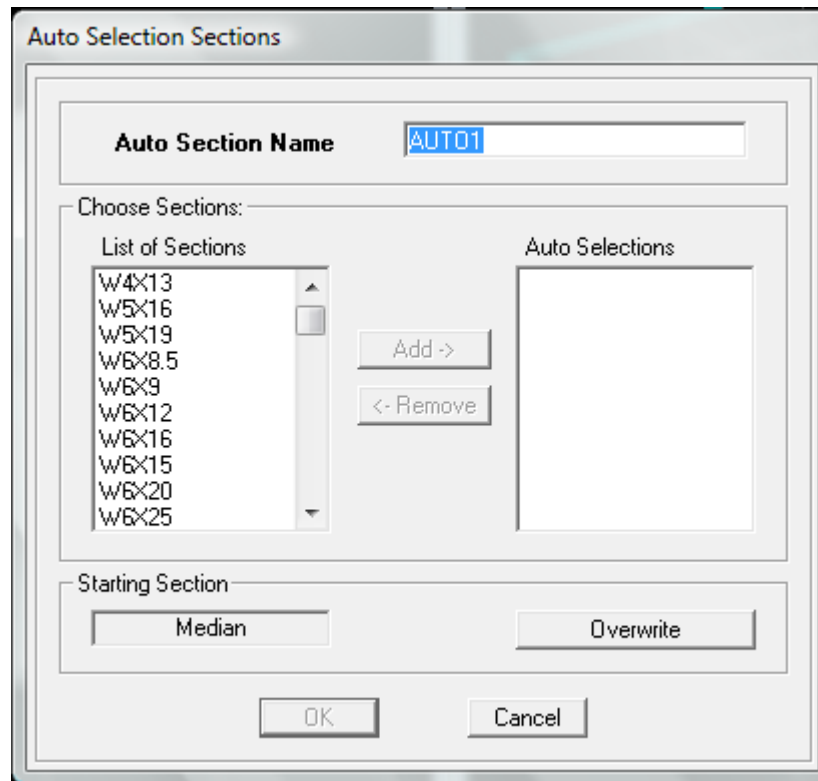 Auto Selection Sections
Auto Section Name
AUTO1
Choose Sections:
List of Sections
Auto Selections
W4X13
W5X16
W5X19
W6X8.5
W6X9
W6X12
W6X16
W6X15
W6X20
W6X25
Add ->
<- Remove
Starting Section
Median
Overwrite
OK
Cancel